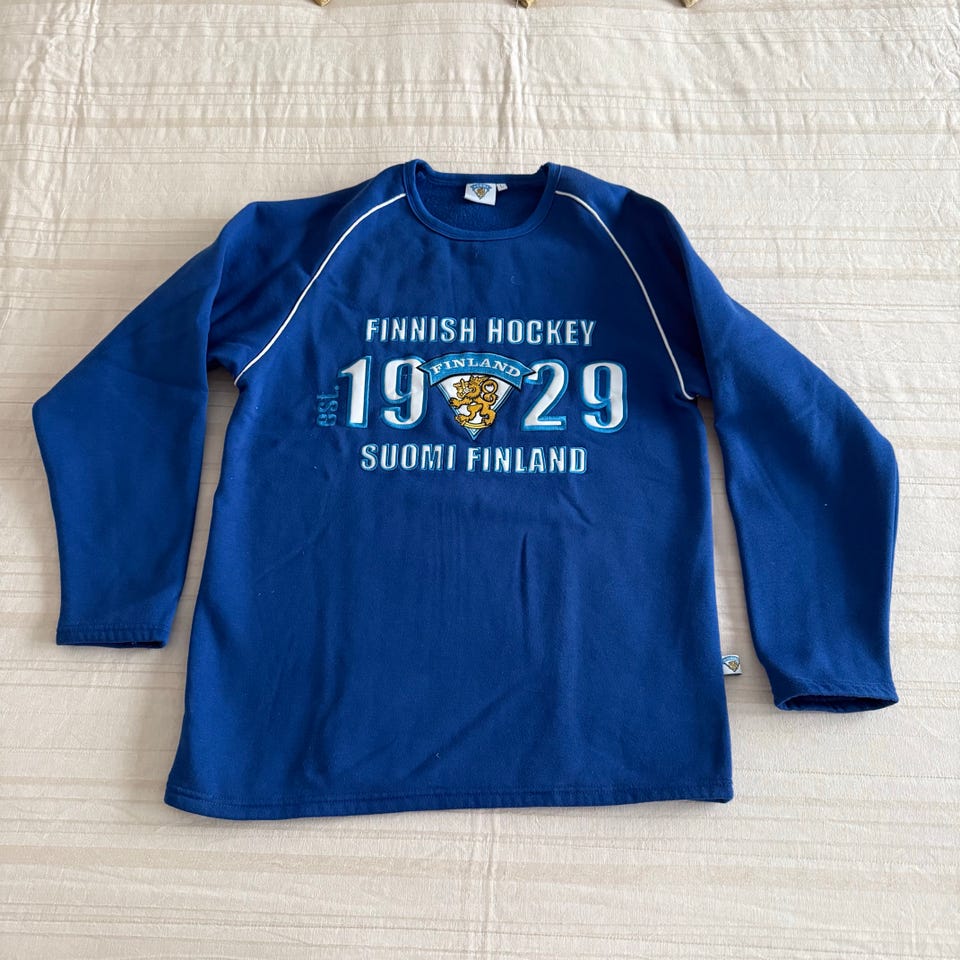 FINNISH HOCKEY
est. 19 FINLAND 29
SUOMI FINLAND